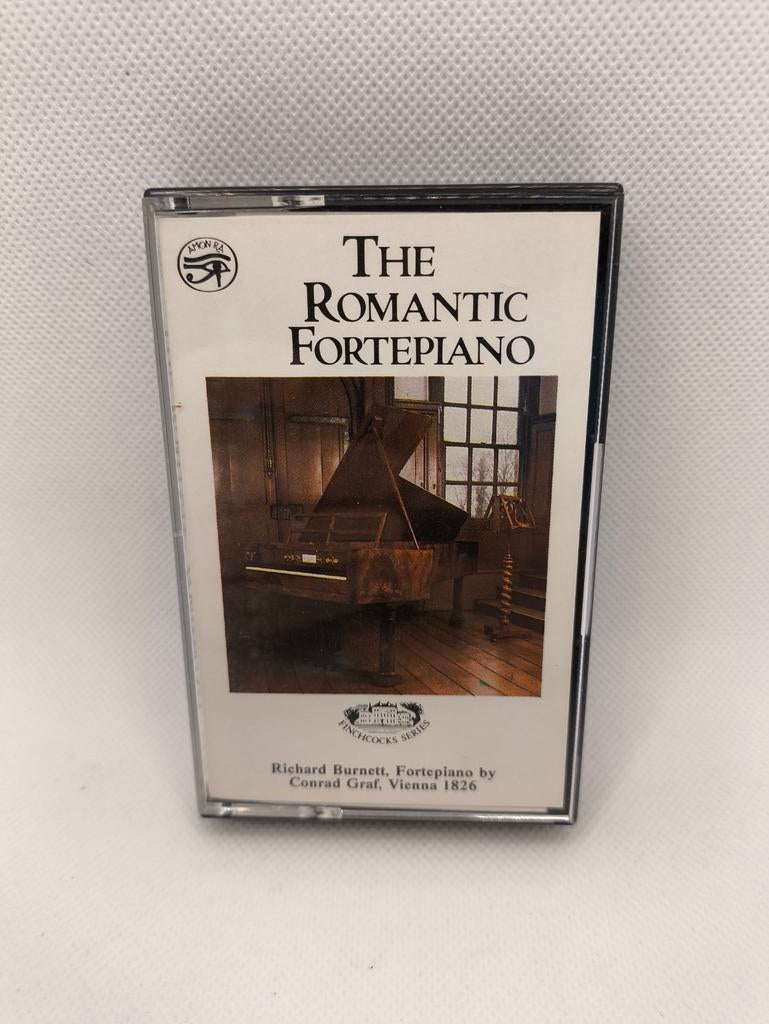 AMON RA
THE
ROMANTIC
FORTEPIANO
FINCHCOCKS SERIES
Richard Burnett, Fortepiano by
Conrad Graf, Vienna 1826